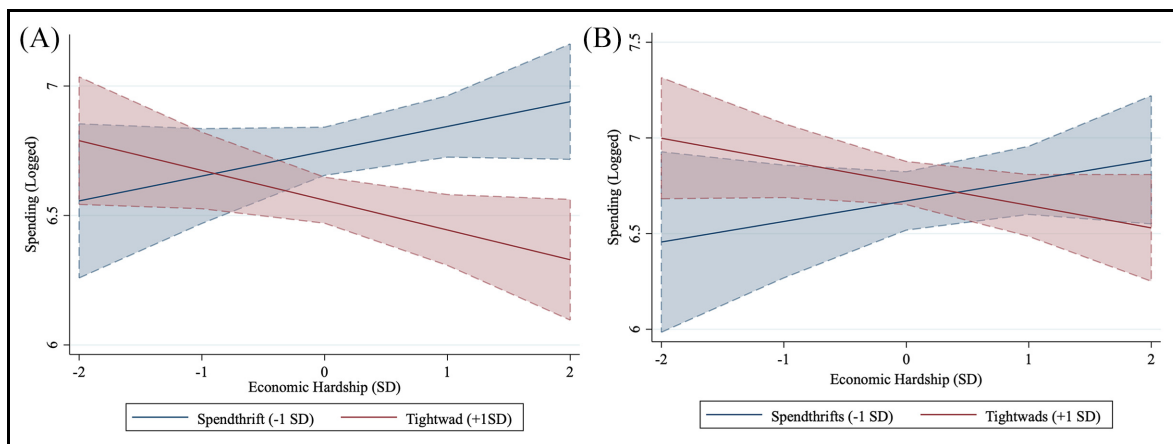 (A)
Spending (Logged)
7
6.5
6
-2 -1 0 1 2
Economic Hardship (SD)
Spendthrift (-1 SD) Tightwad (+1SD)
(B)
Spending (Logged)
7.5
7
6.5
6
-2 -1 0 1 2
Economic Hardship (SD)
Spendthrifts (-1 SD) Tightwads (+1 SD)